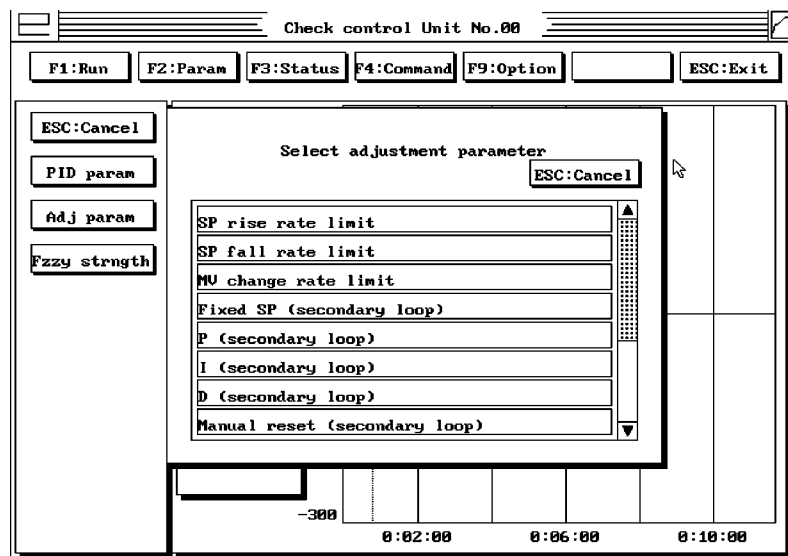 Check control Unit No.00
F1:Run F2:Param F3:Status F4:Command F9:Option ESC:Exit
ESC:Cancel
PID param
Adj param
Fzzy strngth
Select adjustment parameter
ESC:Cancel
SP rise rate limit
SP fall rate limit
MV change rate limit
Fixed SP (secondary loop)
P (secondary loop)
I (secondary loop)
D (secondary loop)
Manual reset (secondary loop)
-300
0:02:00 0:06:00 0:10:00